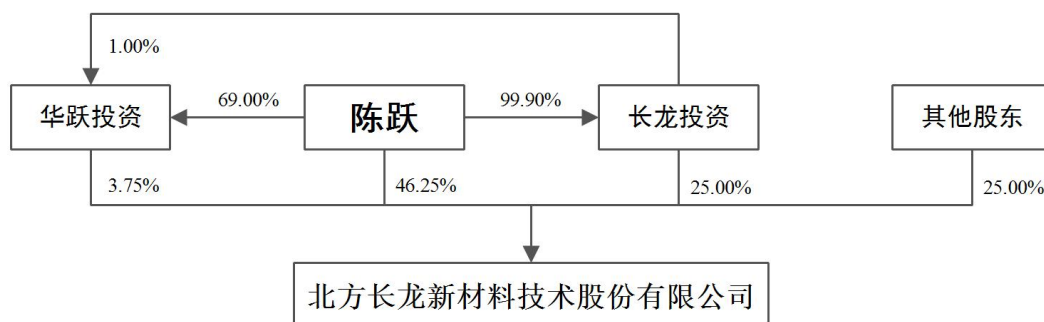 1.00%
华跃投资
69.00%
陈跃
99.90%
长龙投资
其他股东
3.75%
46.25%
25.00%
25.00%
北方长龙新材料技术股份有限公司